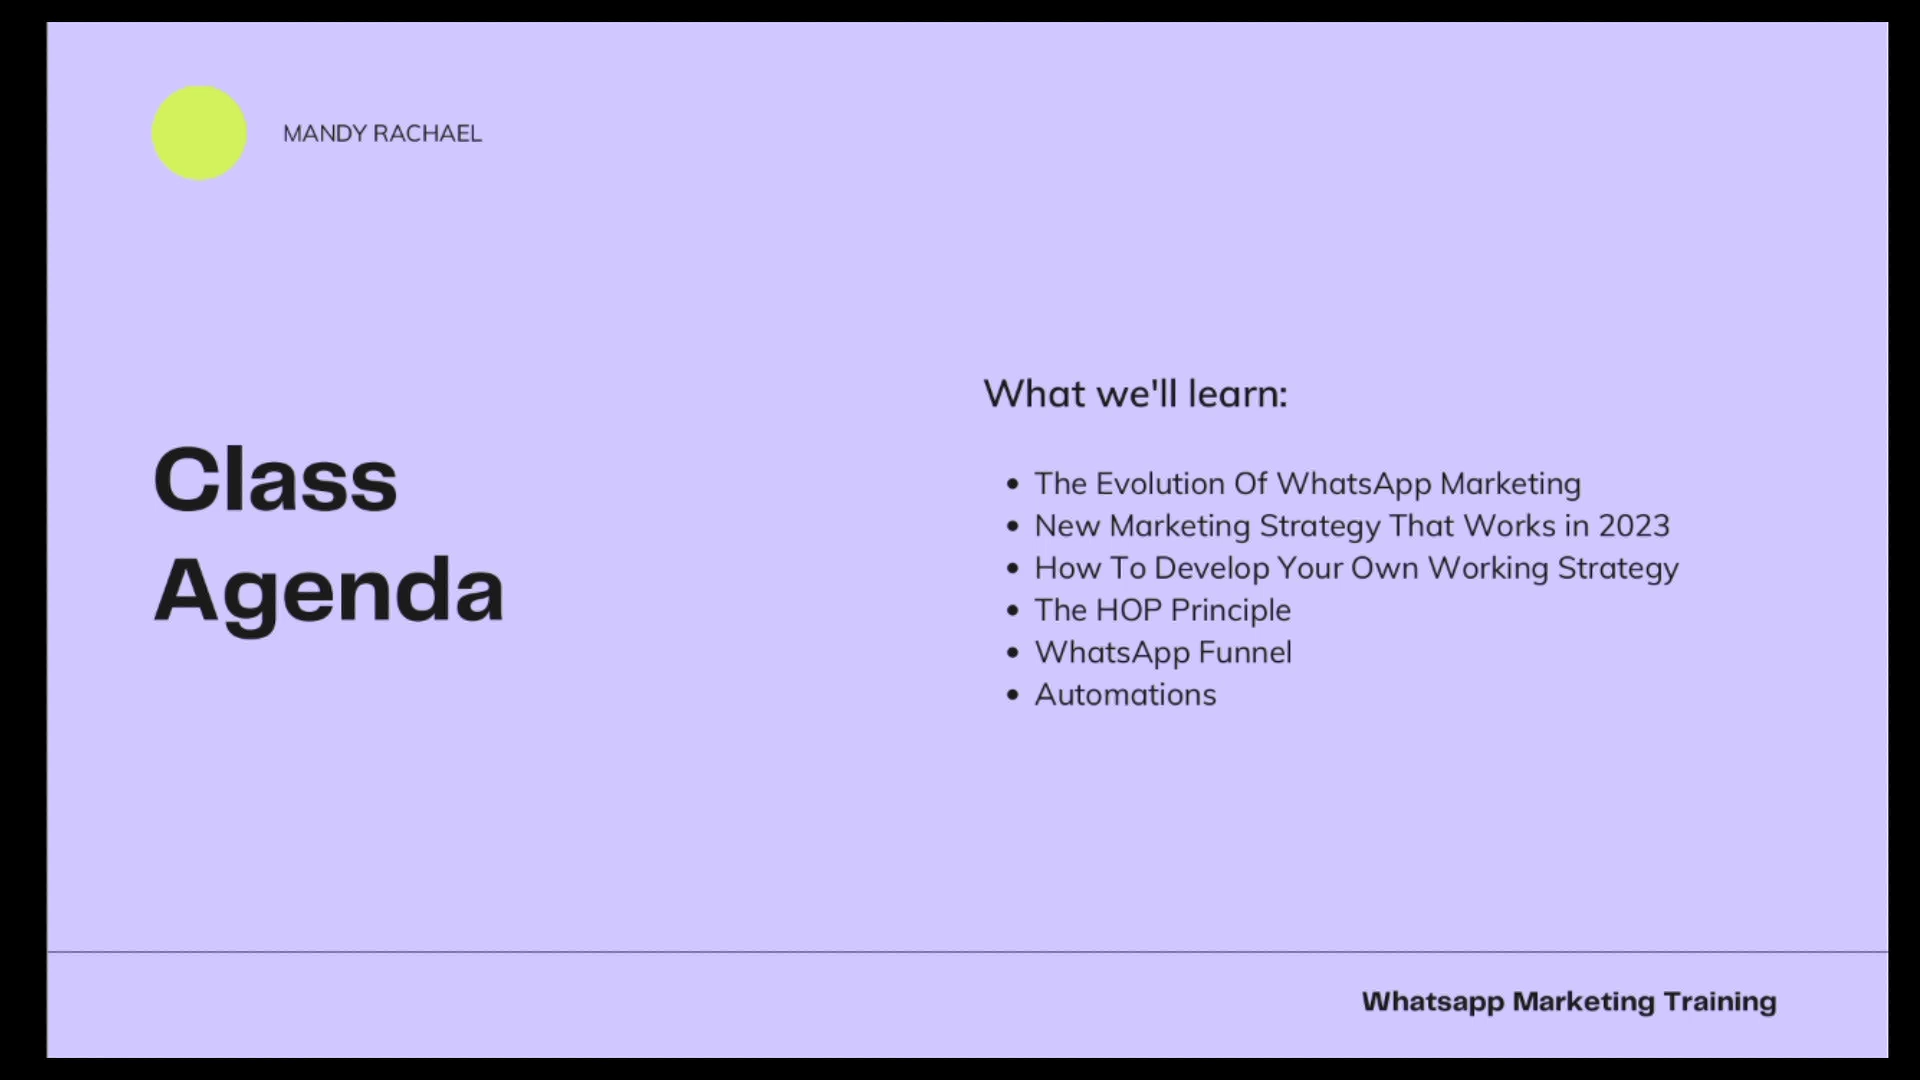 MANDY RACHAEL
Class
Agenda
What we'll learn:
• The Evolution Of WhatsApp Marketing
• New Marketing Strategy That Works in 2023
• How To Develop Your Own Working Strategy
• The HOP Principle
• WhatsApp Funnel
• Automations
Whatsapp Marketing Training